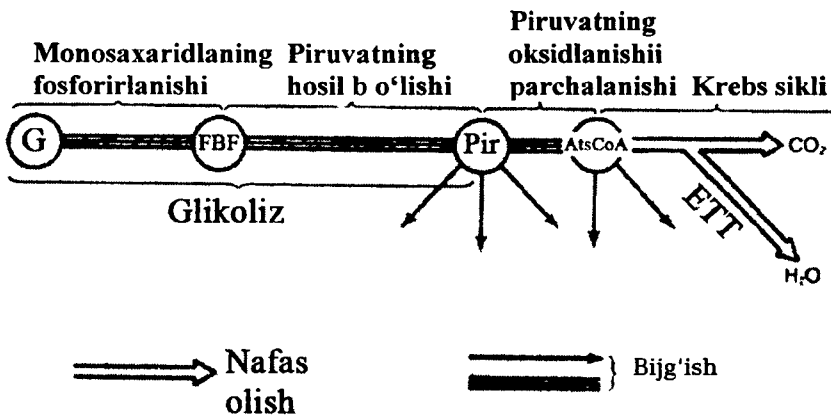 Monosaxaridlaning
fosforirlanishi
Piruvatning
hosil b o‘lishi
Piruvatning
oksidlanishii
parchalanishi
Krebs sikli
G
FBF
Pir
AtsCoA
CO₂
Glikoliz
ETT
H₂O
Nafas
olish
Bijg‘ish